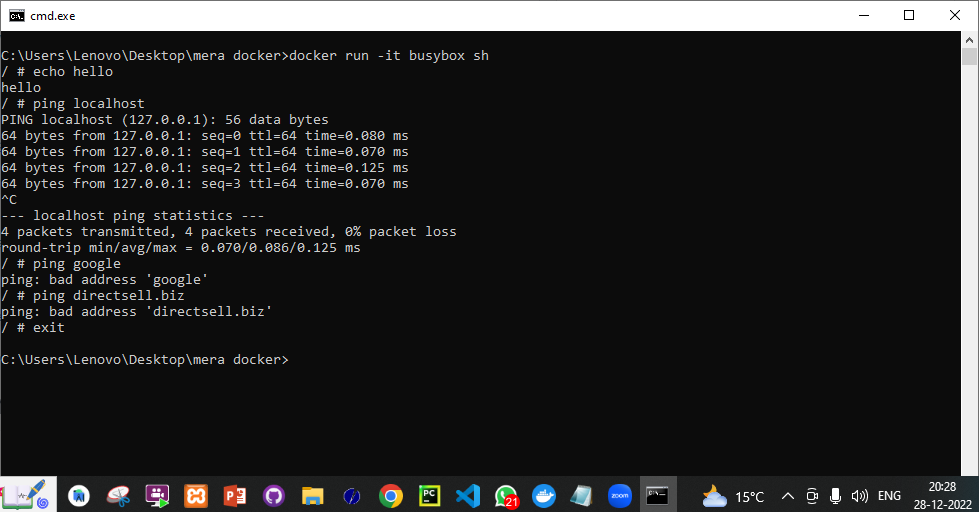 cmd.exe
C:\Users\Lenovo\Desktop\mera docker>docker run -it busybox sh
/ # echo hello
hello
/ # ping localhost
PING localhost (127.0.0.1): 56 data bytes
64 bytes from 127.0.0.1: seq=0 ttl=64 time=0.080 ms
64 bytes from 127.0.0.1: seq=1 ttl=64 time=0.070 ms
64 bytes from 127.0.0.1: seq=2 ttl=64 time=0.125 ms
64 bytes from 127.0.0.1: seq=3 ttl=64 time=0.070 ms
^C
--- localhost ping statistics ---
4 packets transmitted, 4 packets received, 0% packet loss
round-trip min/avg/max = 0.070/0.086/0.125 ms
/ # ping google
ping: bad address 'google'
/ # ping directsell.biz
ping: bad address 'directsell.biz'
/ # exit
C:\Users\Lenovo\Desktop\mera docker>
PC
21
zoom
15°C
ENG
20:28
28-12-2022